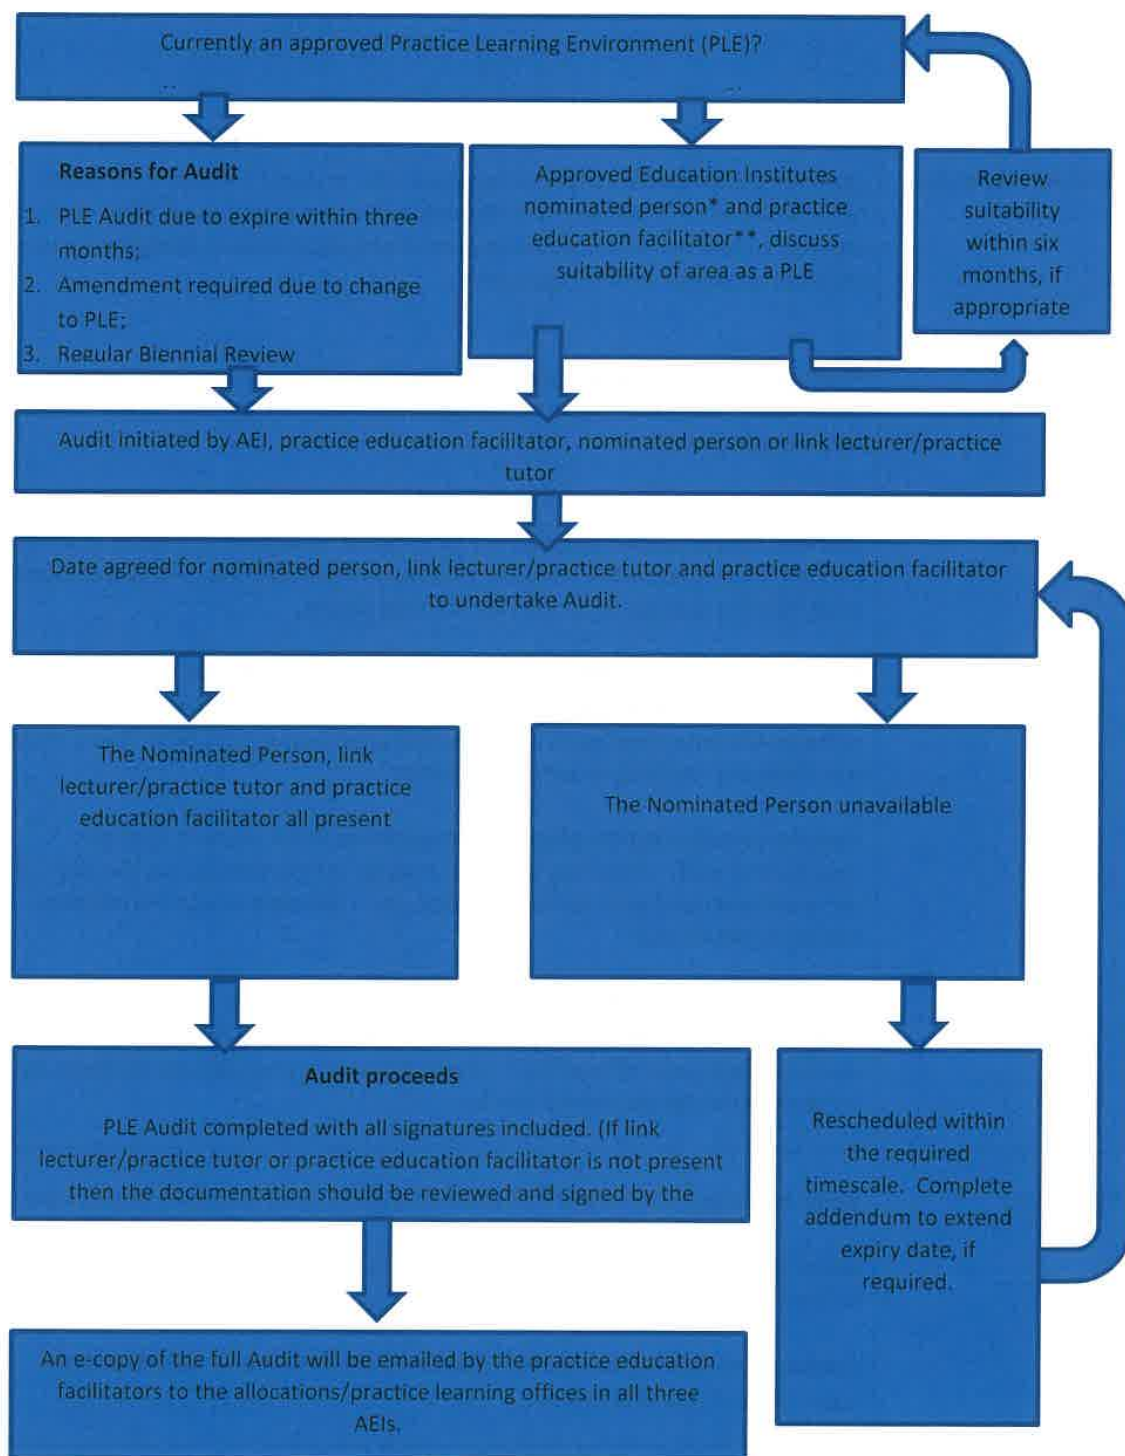 Currently an approved Practice Learning Environment (PLE)?
Reasons for Audit
1. PLE Audit due to expire within three
months;
2. Amendment required due to change
to PLE;
3. Regular Biennial Review
Approved Education Institutes
nominated person* and practice
education facilitator**, discuss
suitability of area as a PLE
Review
suitability
within six
months, if
appropriate
Audit initiated by AEI, practice education facilitator, nominated person or link lecturer/practice
tutor
Date agreed for nominated person, link lecturer/practice tutor and practice education facilitator
to undertake Audit.
The Nominated Person, link
lecturer/practice tutor and practice
education facilitator all present
The Nominated Person unavailable
Audit proceeds
PLE Audit completed with all signatures included. (If link
lecturer/practice tutor or practice education facilitator is not present
then the documentation should be reviewed and signed by the
Rescheduled within
the required
timescale. Complete
addendum to extend
expiry date, if
required.
An e-copy of the full Audit will be emailed by the practice education
facilitators to the allocations/practice learning offices in all three
AEIs.